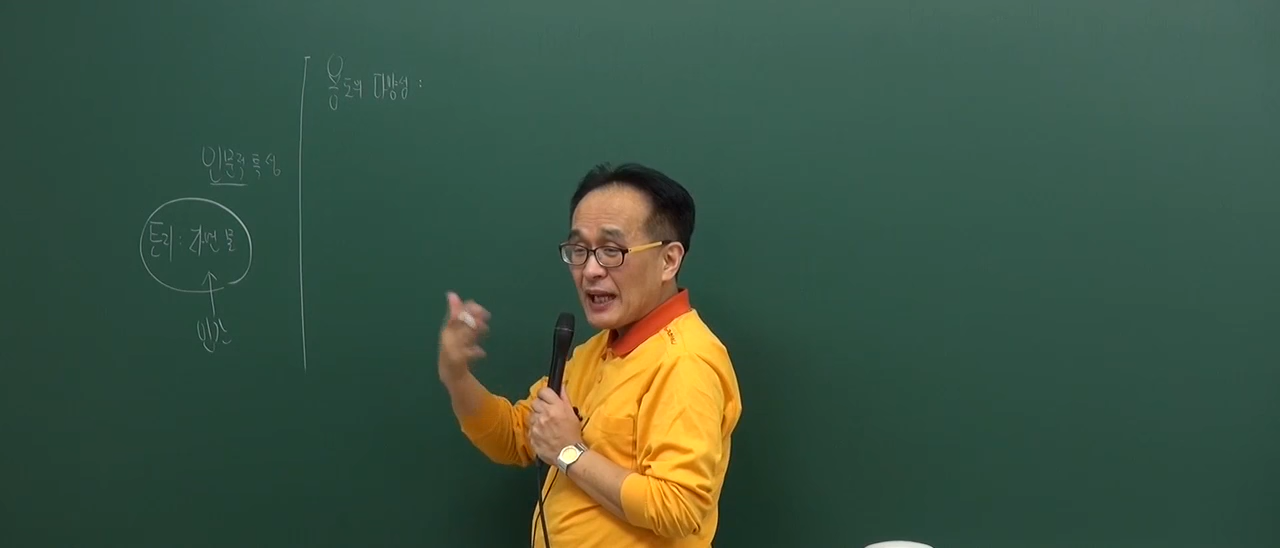 용도의 다양성 :
인문적 특성
토지 : 자연물
인간